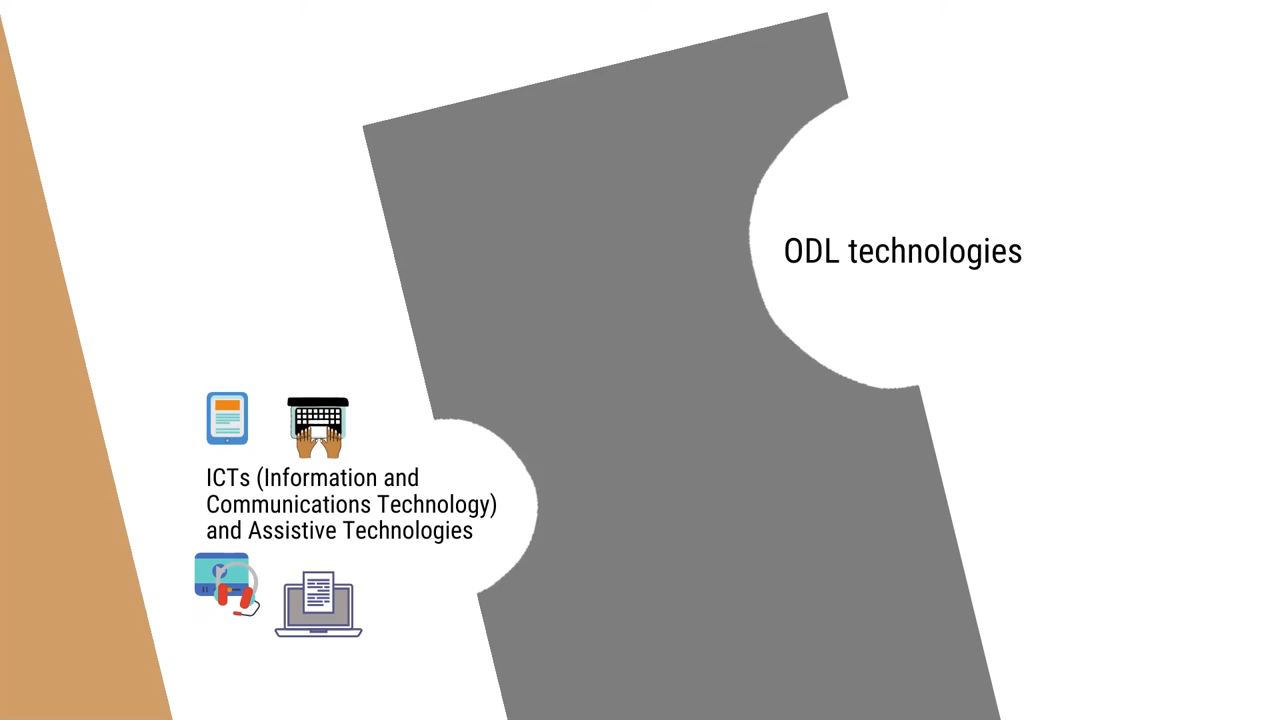 ODL technologies
ICTs (Information and
Communications Technology)
and Assistive Technologies